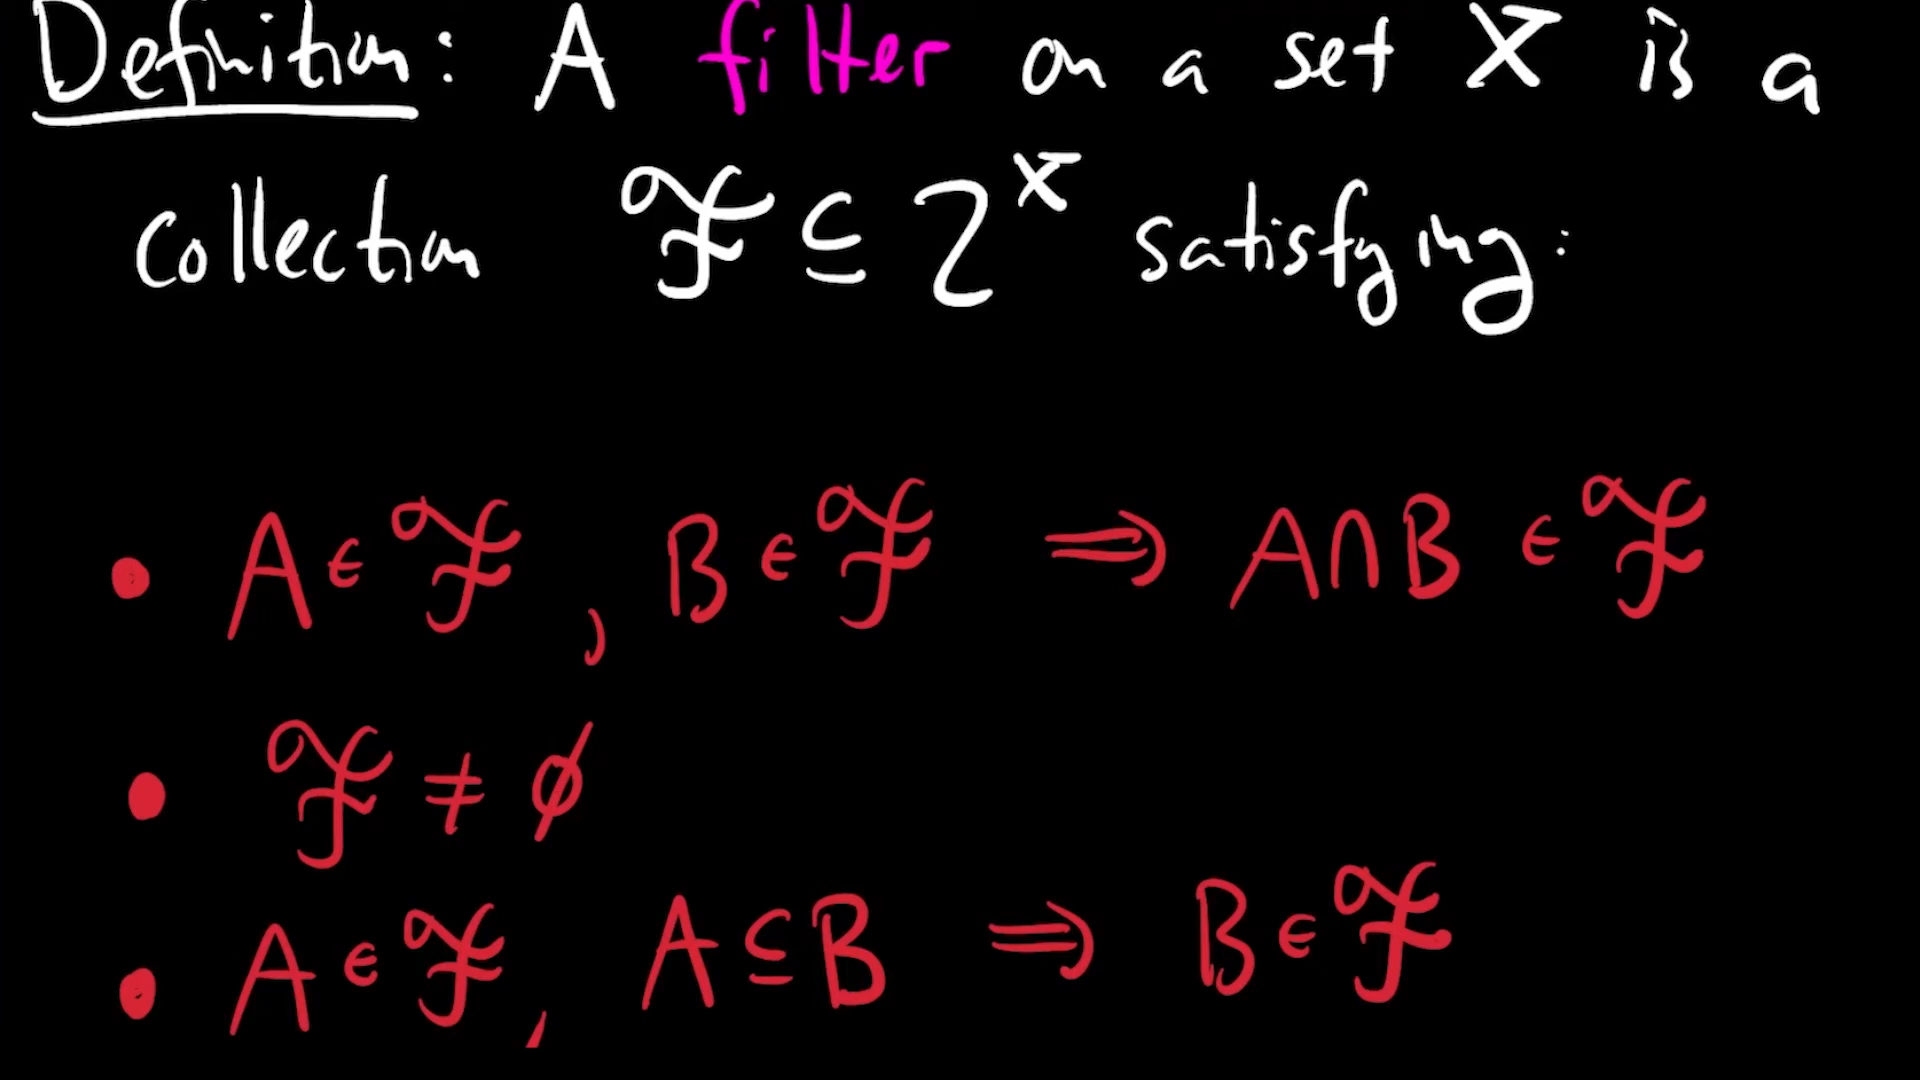 Definition: A filter on a set X is a
collection ℱ ⊆ 2^X satisfying:
• A ∈ ℱ, B ∈ ℱ ⇒ A∩B ∈ ℱ
• ℱ ≠ ∅
• A ∈ ℱ, A ⊆ B ⇒ B ∈ ℱ